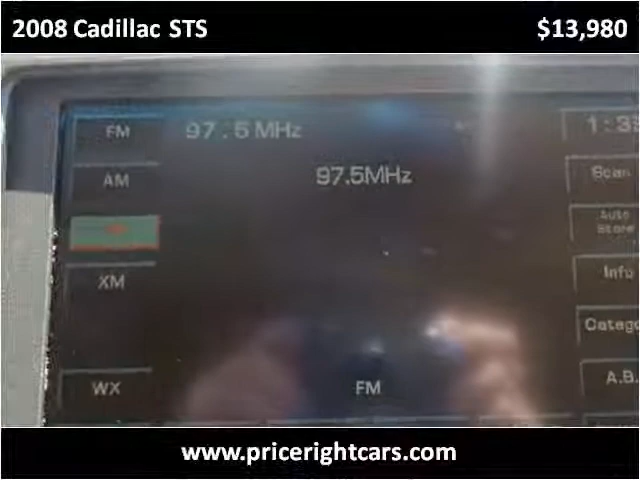 2008 Cadillac STS $13,980
FM 97.5 MHz
AM 97.5MHz Scan
Auto
Store
XM Info
WX FM A.B.
www.pricerightcars.com